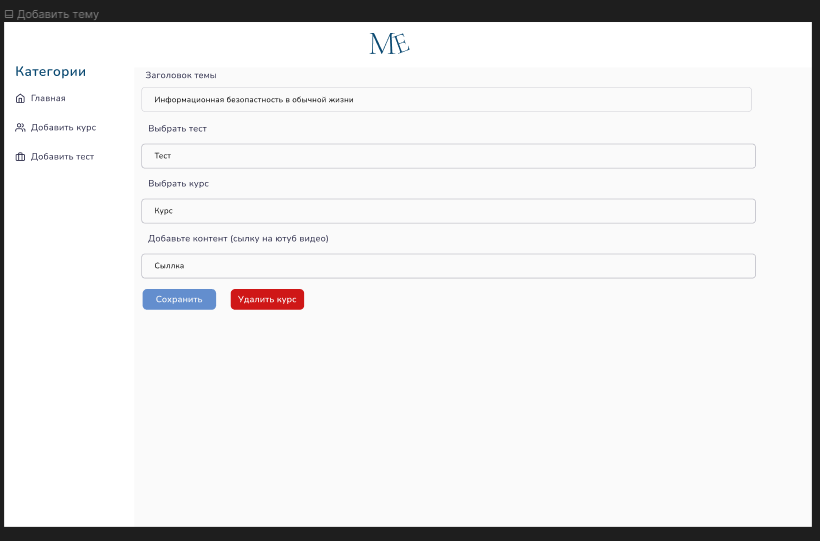 Добавить тему
ME
Категории
Главная
Добавить курс
Добавить тест
Заголовок темы
Информационная безопастность в обычной жизни
Выбрать тест
Тест
Выбрать курс
Курс
Добавьте контент (сылку на ютуб видео)
Сыллка
Сохранить
Удалить курс